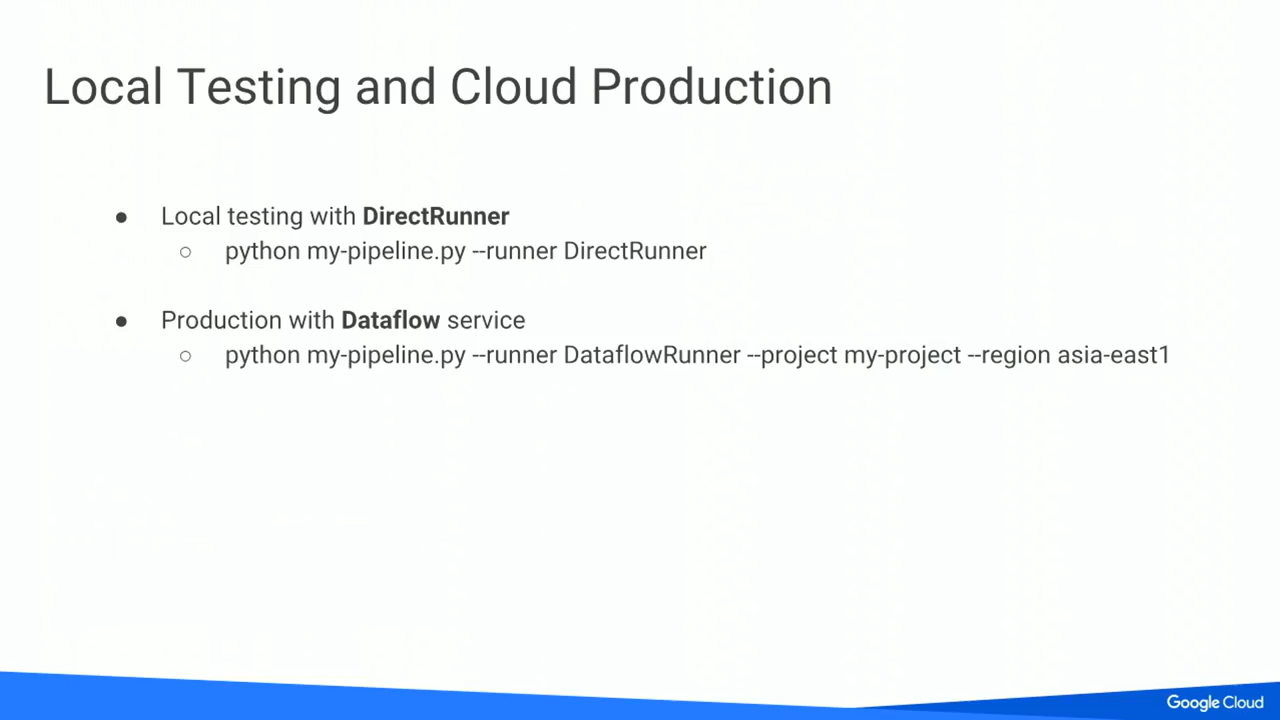 Local Testing and Cloud Production
● Local testing with DirectRunner
○ python my-pipeline.py --runner DirectRunner
● Production with Dataflow service
○ python my-pipeline.py --runner DataflowRunner --project my-project --region asia-east1
Google Cloud